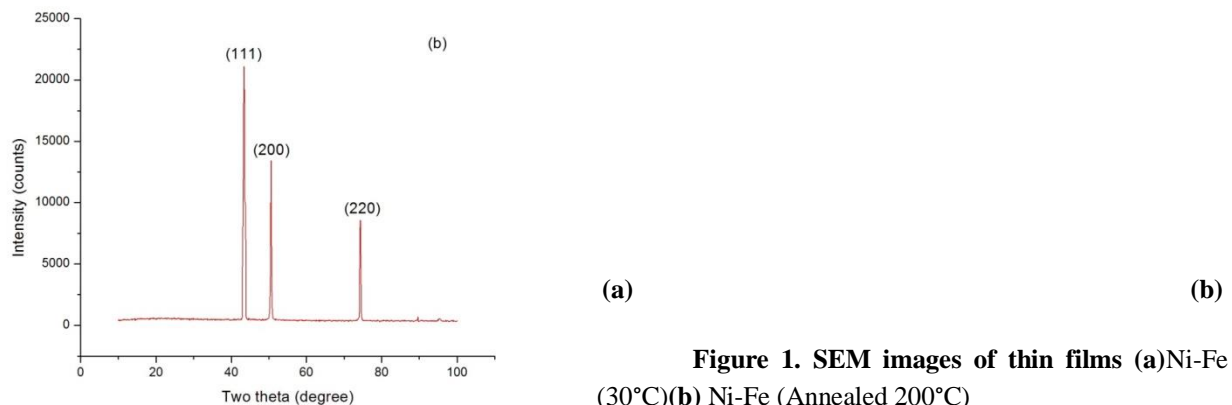 25000
(b)
(111)
20000
15000
(200)
Intensity (counts)
10000
(220)
5000
0
0 20 40 60 80 100
Two theta (degree)
(a) (b)
Figure 1. SEM images of thin films (a)Ni-Fe
(30°C)(b) Ni-Fe (Annealed 200°C)